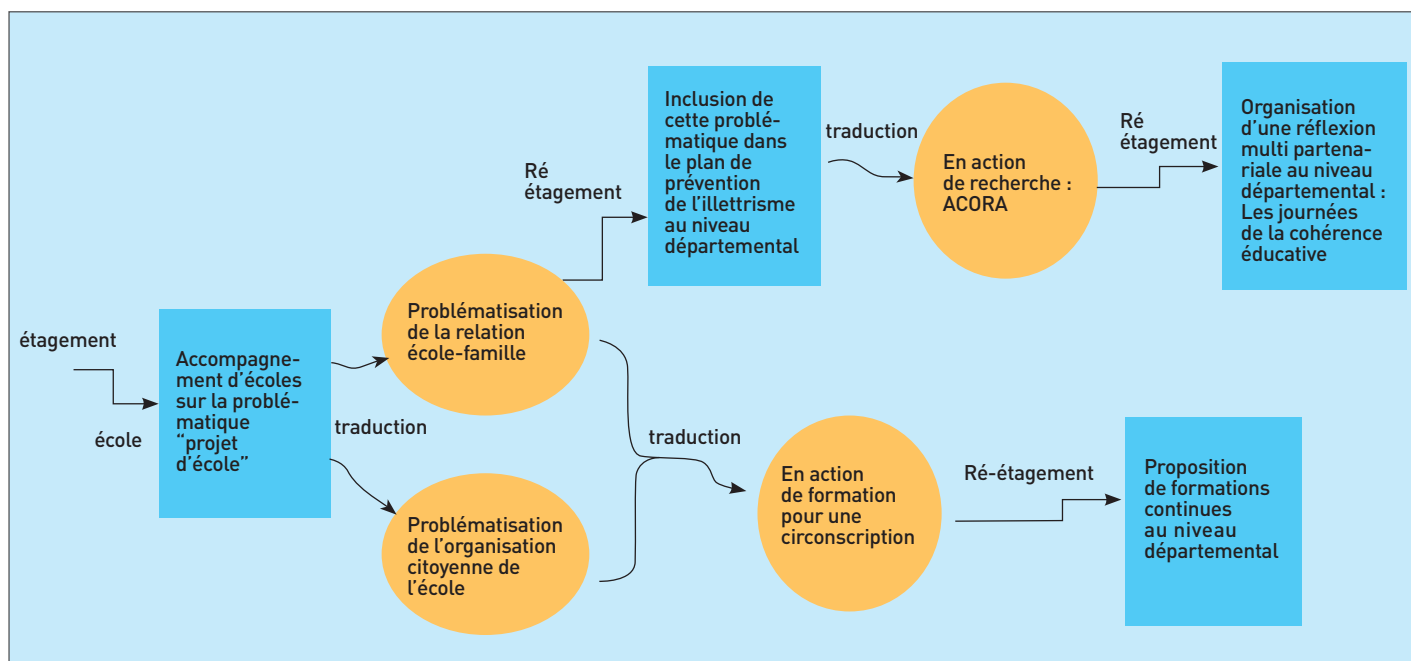 étagement
école
Accompagne-
ment d’écoles
sur la problé-
matique
“projet
d’école”
traduction
Problématisation
de la relation
école-famille
Problématisation
de l’organisation
citoyenne de
l’école
Ré
étagement
Inclusion de
cette problé-
matique dans
le plan de
prévention
de l’illettrisme
au niveau
départemental
traduction
En action
de recherche :
ACORA
Ré
étagement
Organisation
d’une réflexion
multi partena-
riale au niveau
départemental :
Les journées
de la cohérence
éducative
traduction
En action
de formation
pour une
circonscription
Ré-étagement
Proposition
de formations
continues
au niveau
départemental